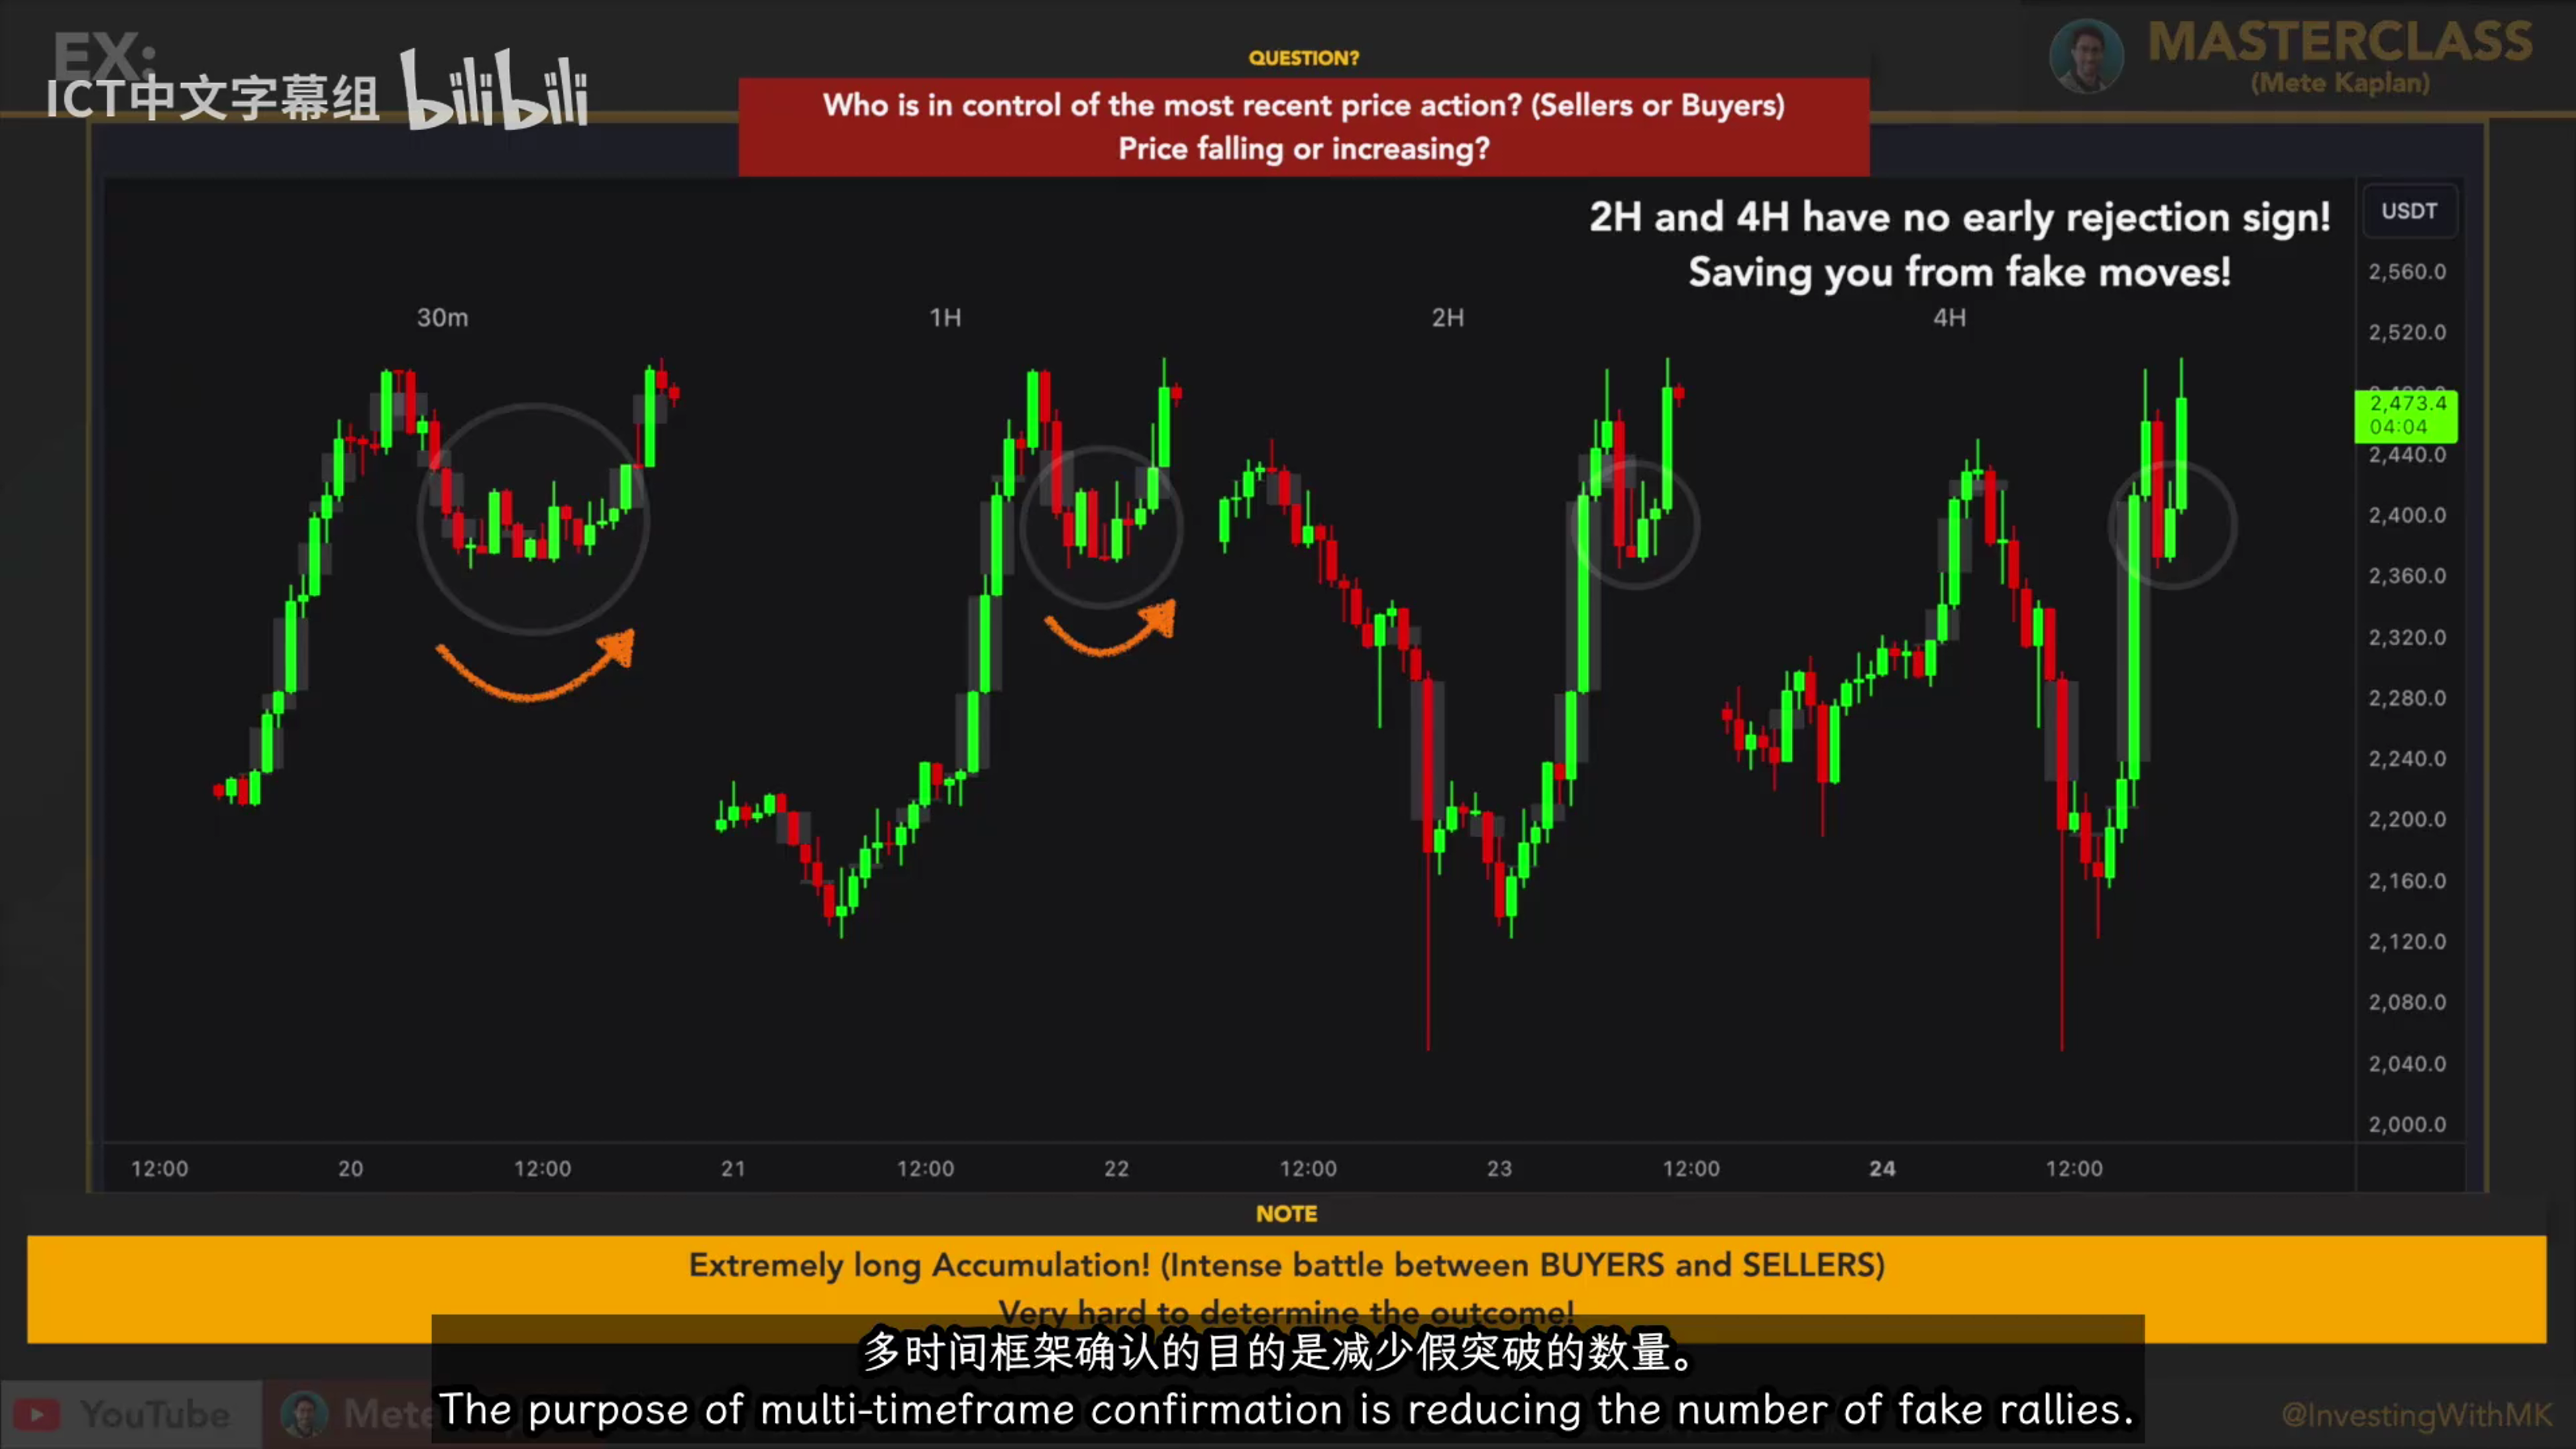 EX:
ICT中文字幕组 bilibili
QUESTION?
Who is in control of the most recent price action? (Sellers or Buyers)
Price falling or increasing?
MASTERCLASS
(Mete Kaplan)
2H and 4H have no early rejection sign!
Saving you from fake moves!
USDT
30m 1H 2H 4H
2,560.0
2,520.0
2,473.4
04:04
2,440.0
2,400.0
2,360.0
2,320.0
2,280.0
2,240.0
2,200.0
2,160.0
2,120.0
2,080.0
2,040.0
2,000.0
12:00 20 12:00 21 12:00 22 12:00 23 12:00 24 12:00
NOTE
Extremely long Accumulation! (Intense battle between BUYERS and SELLERS)
Very hard to determine the outcome!
多时间框架确认的目的是减少假突破的数量。
The purpose of multi-timeframe confirmation is reducing the number of fake rallies.
YouTube Mete
@InvestingWithMK